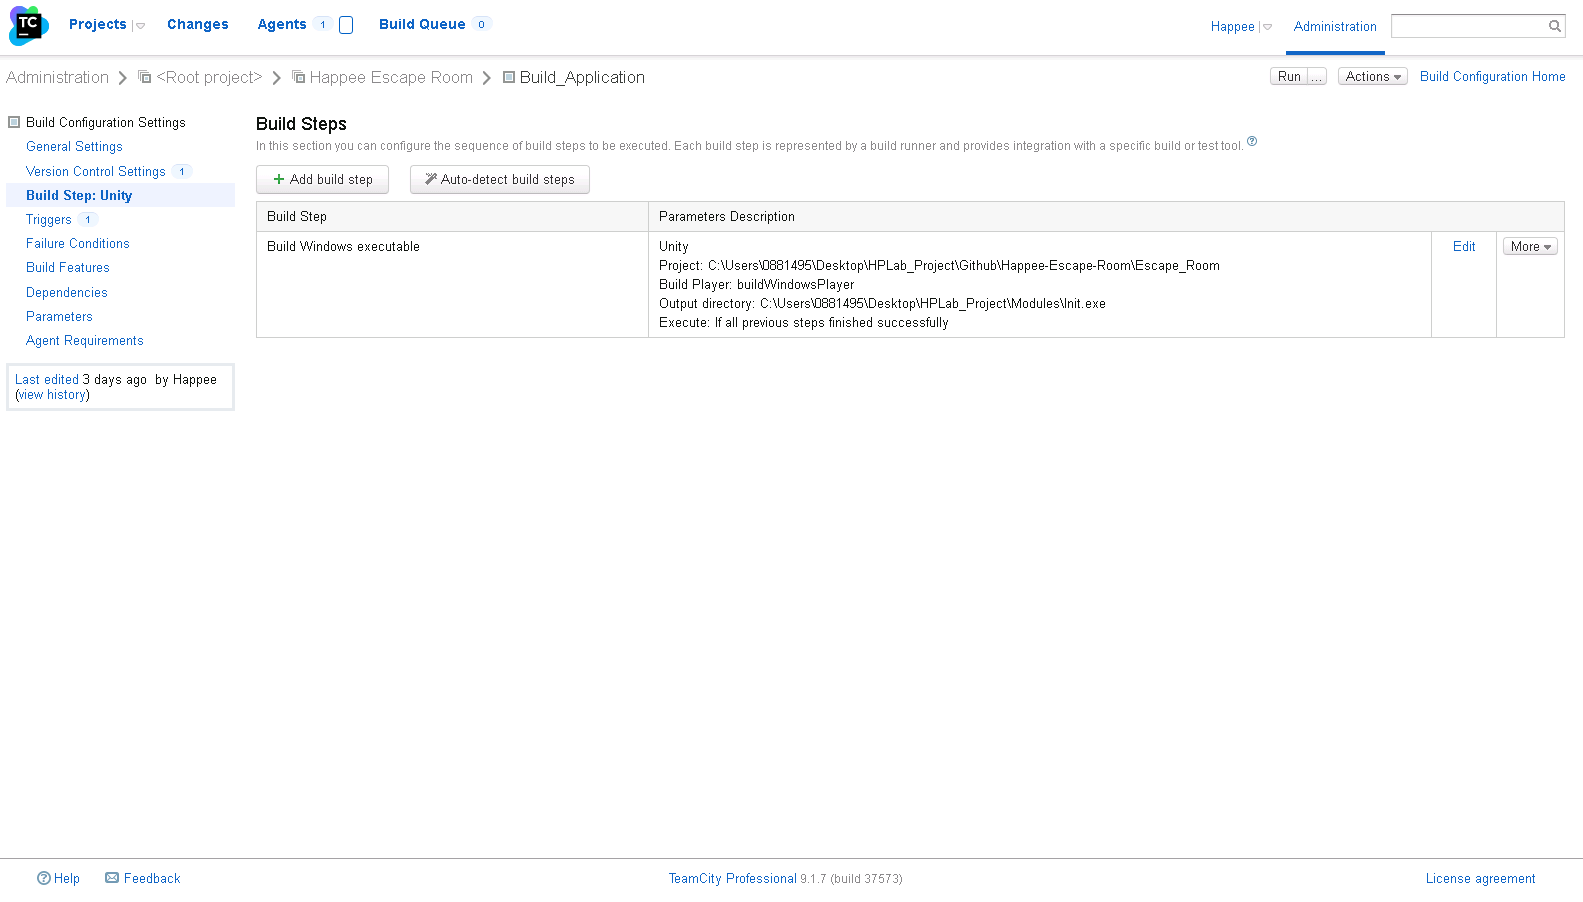 TC Projects Changes Agents 1 Build Queue 0 Happee Administration
Administration <Root project> Happee Escape Room Build_Application Run ... Actions Build Configuration Home
Build Configuration Settings
General Settings
Version Control Settings 1
Build Step: Unity
Triggers 1
Failure Conditions
Build Features
Dependencies
Parameters
Agent Requirements
Last edited 3 days ago by Happee
(view history)
Build Steps
In this section you can configure the sequence of build steps to be executed. Each build step is represented by a build runner and provides integration with a specific build or test tool. ?
+ Add build step Auto-detect build steps
Build Step Parameters Description
Build Windows executable Unity Edit More
Project: C:\Users\0881495\Desktop\HPLab_Project\Github\Happee-Escape-Room\Escape_Room
Build Player: buildWindowsPlayer
Output directory: C:\Users\0881495\Desktop\HPLab_Project\Modules\Init.exe
Execute: If all previous steps finished successfully
? Help Feedback TeamCity Professional 9.1.7 (build 37573) License agreement